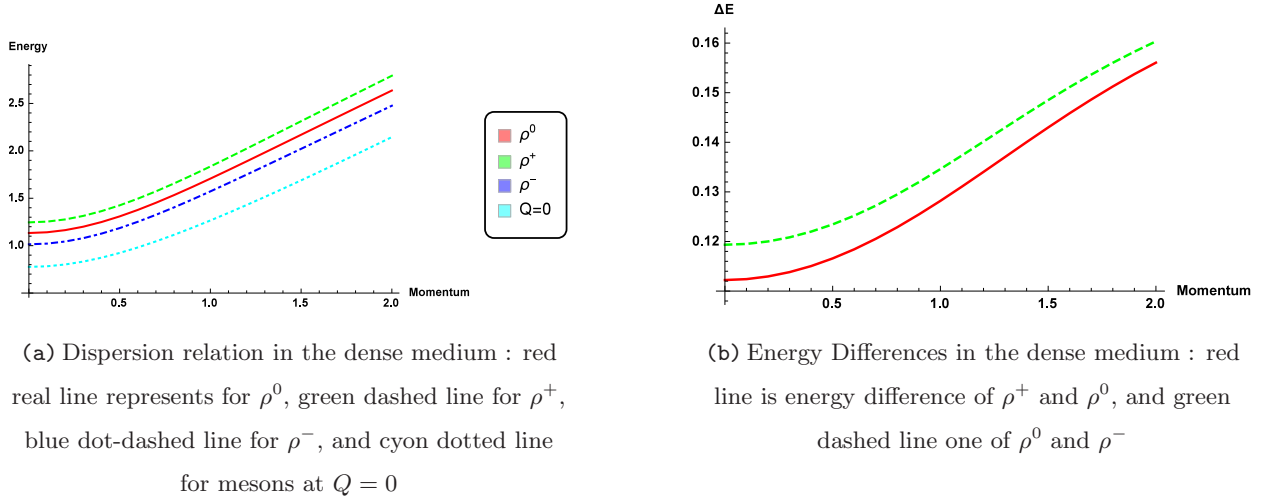 Energy
2.5
2.0
1.5
1.0
0.5
1.0
1.5
2.0
Momentum
ρ⁰
ρ⁺
ρ⁻
Q=0
(a) Dispersion relation in the dense medium : red
real line represents for ρ⁰, green dashed line for ρ⁺,
blue dot-dashed line for ρ⁻, and cyon dotted line
for mesons at Q = 0
ΔE
0.16
0.15
0.14
0.13
0.12
0.5
1.0
1.5
2.0
Momentum
(b) Energy Differences in the dense medium : red
line is energy difference of ρ⁺ and ρ⁰, and green
dashed line one of ρ⁰ and ρ⁻